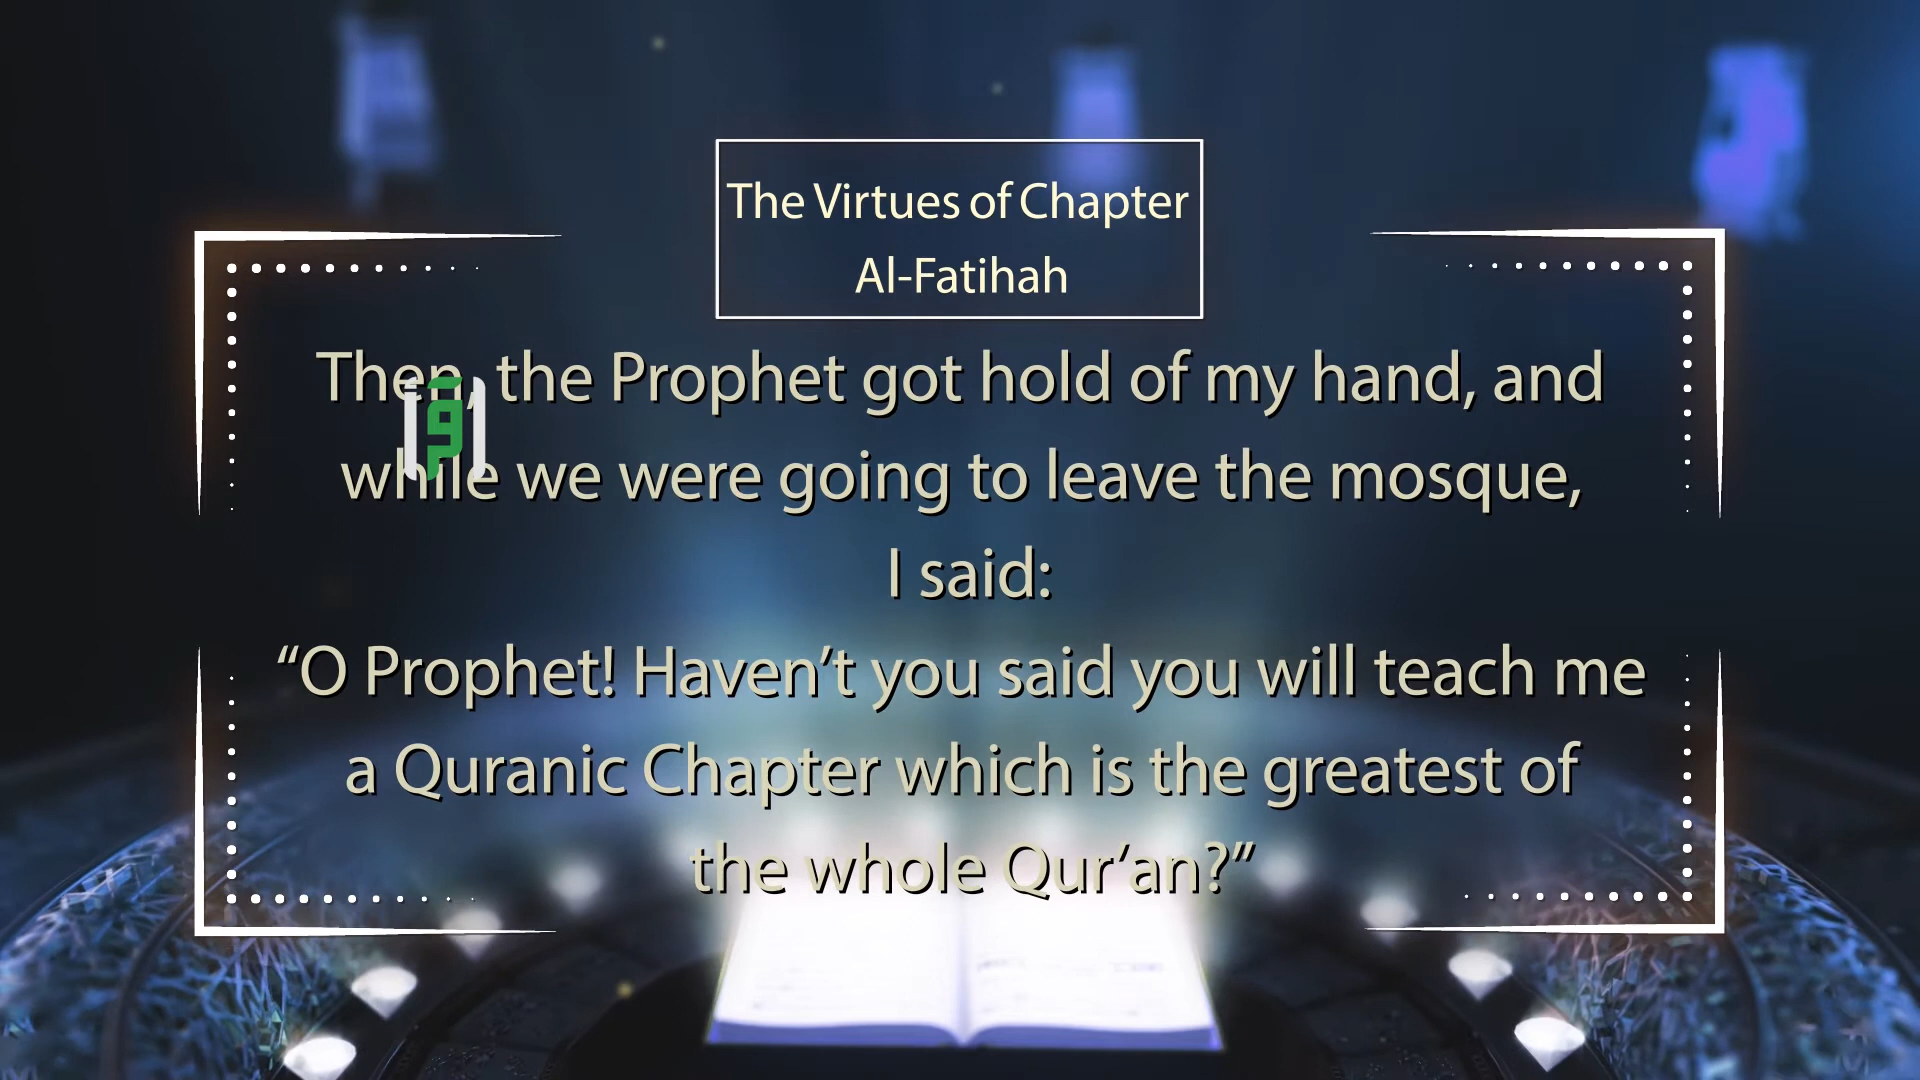 The Virtues of Chapter
Al-Fatihah
Then, the Prophet got hold of my hand, and
while we were going to leave the mosque,
I said:
“O Prophet! Haven’t you said you will teach me
a Quranic Chapter which is the greatest of
the whole Qur’an?”